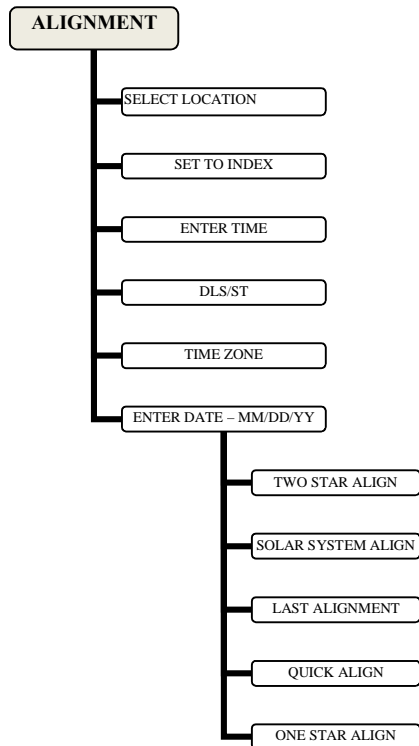 ALIGNMENT
SELECT LOCATION
SET TO INDEX
ENTER TIME
DLS/ST
TIME ZONE
ENTER DATE – MM/DD/YY
TWO STAR ALIGN
SOLAR SYSTEM ALIGN
LAST ALIGNMENT
QUICK ALIGN
ONE STAR ALIGN